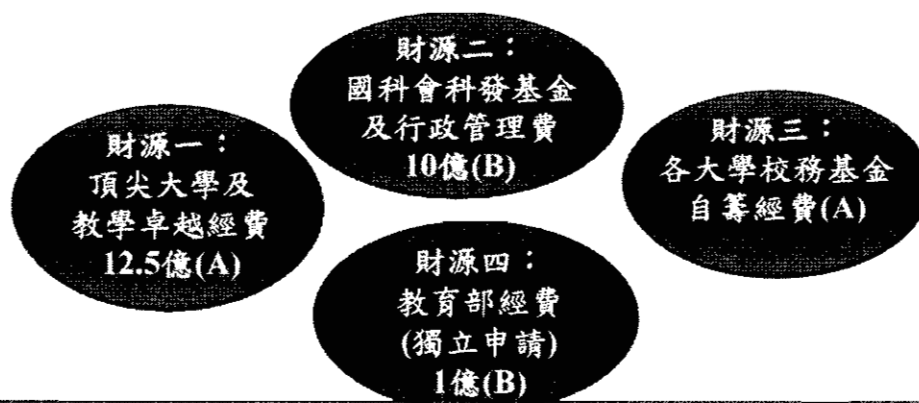 財源一：
頂尖大學及
教學卓越經費
12.5億(A)
財源二：
國科會科發基金
及行政管理費
10億(B)
財源三：
各大學校務基金
自籌經費(A)
財源四：
教育部經費
(獨立申請)
1億(B)